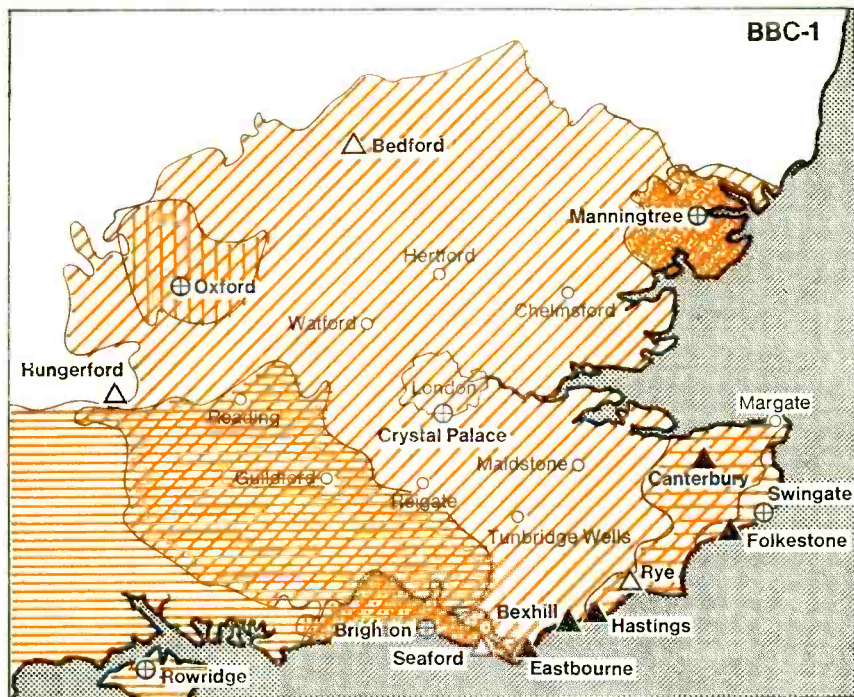 BBC-1
Bedford
Manningtree
Hertford
Oxford
Chelmsford
Watford
Hungerford
London
Reading
Margate
Crystal Palace
Maidstone
Canterbury
Guildford
Reigate
Swingate
Tunbridge Wells
Folkestone
Rye
Bexhill
Hastings
Brighton
Seaford
Eastbourne
Rowridge